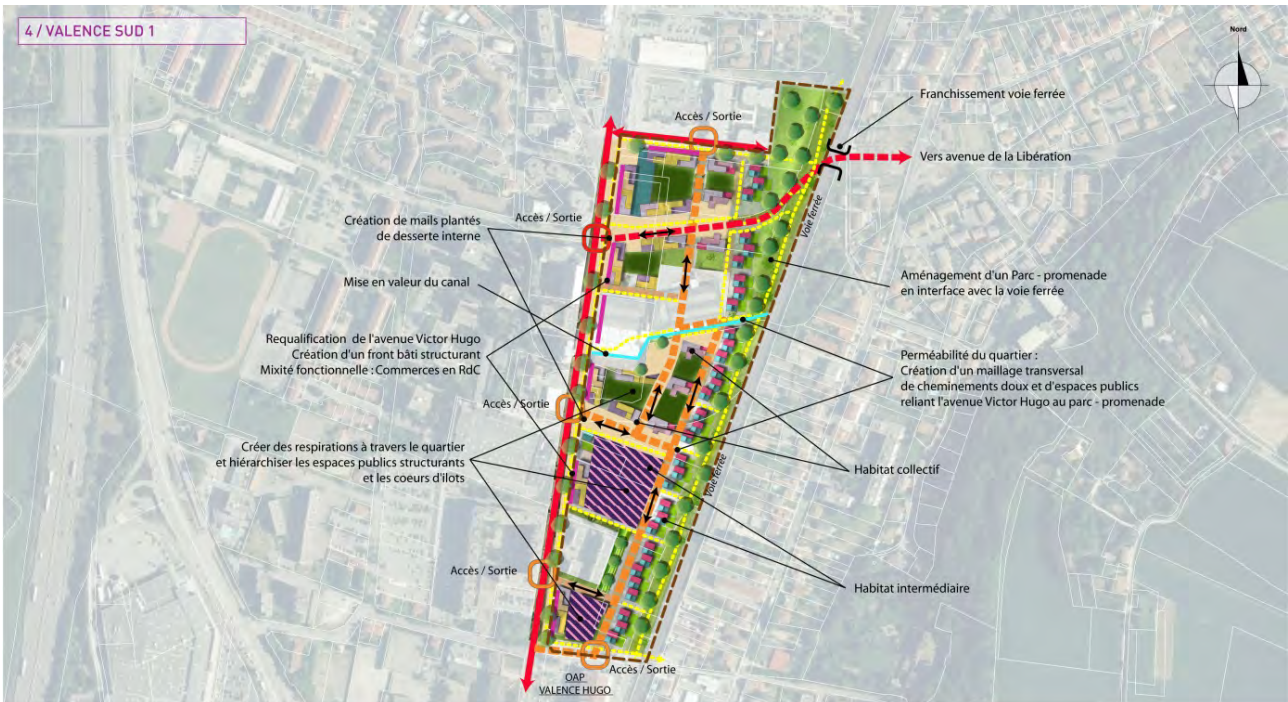 4 / VALENCE SUD 1
Nord
Franchissement voie ferrée
Accès / Sortie
Vers avenue de la Libération
Création de mails plantés
de desserte interne
Accès / Sortie
Voie ferrée
Mise en valeur du canal
Aménagement d'un Parc - promenade
en interface avec la voie ferrée
Requalification de l'avenue Victor Hugo
Création d'un front bâti structurant
Mixité fonctionnelle : Commerces en RdC
Perméabilité du quartier :
Création d'un maillage transversal
de cheminements doux et d'espaces publics
reliant l'avenue Victor Hugo au parc - promenade
Accès / Sortie
Créer des respirations à travers le quartier
et hiérarchiser les espaces publics structurants
et les coeurs d'ilots
Habitat collectif
Voie ferrée
Accès / Sortie
Habitat intermédiaire
Accès / Sortie
OAP
VALENCE HUGO